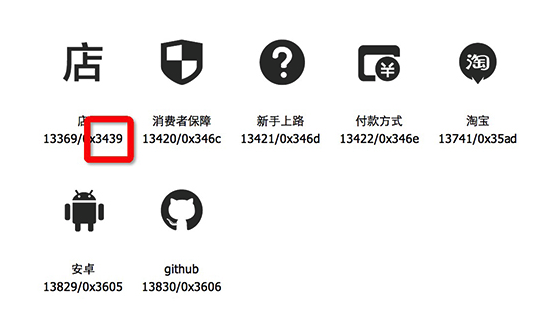 店
淘
¥
店
消费者保障
新手上路
付款方式
淘宝
13369/0x3439
13420/0x346c
13421/0x346d
13422/0x346e
13741/0x35ad
安卓
github
13829/0x3605
13830/0x3606